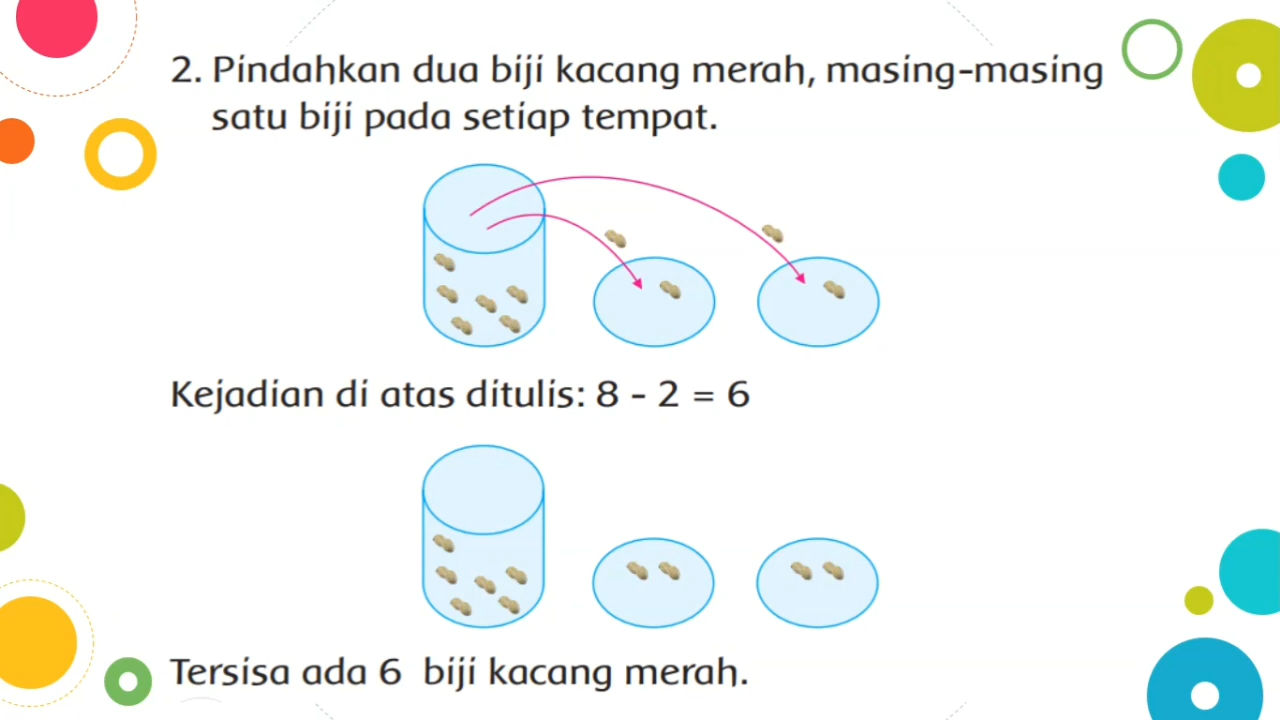 2. Pindahkan dua biji kacang merah, masing-masing
satu biji pada setiap tempat.
Kejadian di atas ditulis: 8 - 2 = 6
Tersisa ada 6 biji kacang merah.